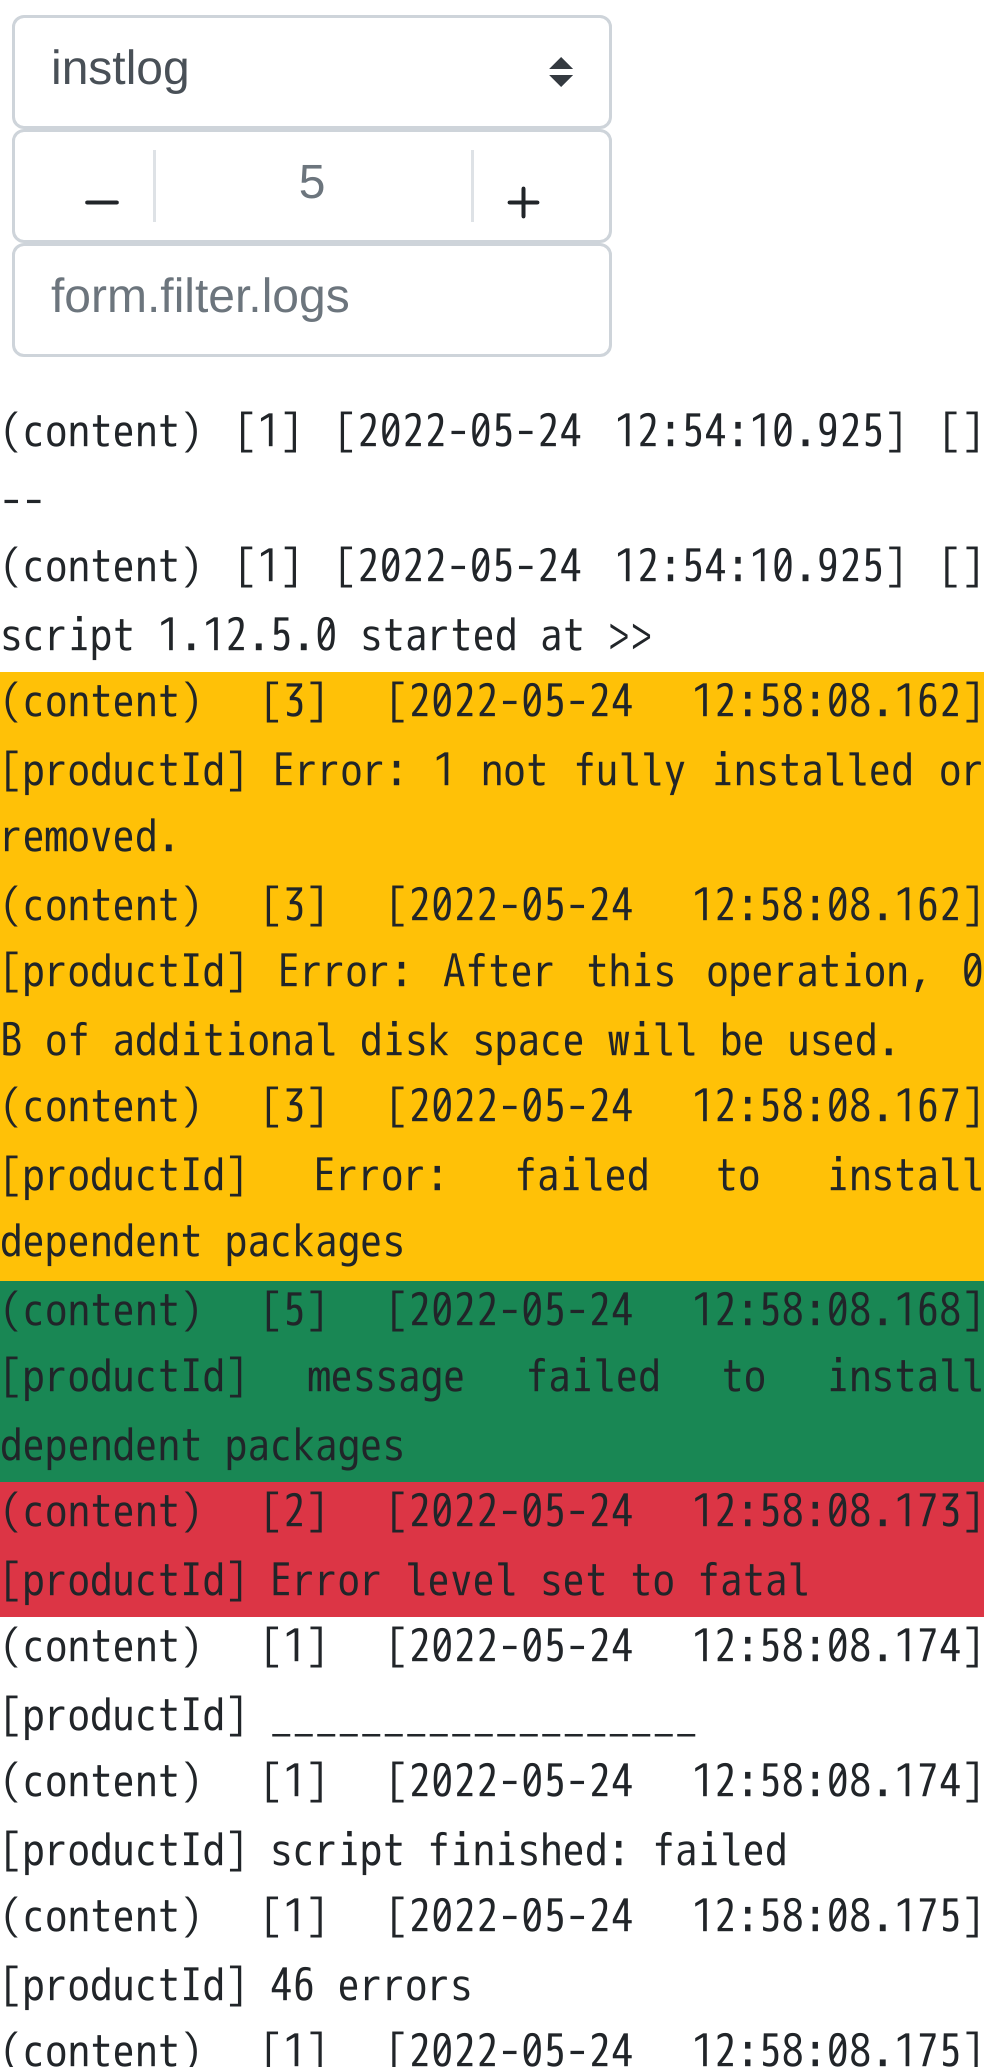 instlog
5
form.filter.logs
(content) [1] [2022-05-24 12:54:10.925] []
--
(content) [1] [2022-05-24 12:54:10.925] []
script 1.12.5.0 started at >>
(content) [3] [2022-05-24 12:58:08.162]
[productId] Error: 1 not fully installed or
removed.
(content) [3] [2022-05-24 12:58:08.162]
[productId] Error: After this operation, 0
B of additional disk space will be used.
(content) [3] [2022-05-24 12:58:08.167]
[productId] Error: failed to install
dependent packages
(content) [5] [2022-05-24 12:58:08.168]
[productId] message failed to install
dependent packages
(content) [2] [2022-05-24 12:58:08.173]
[productId] Error level set to fatal
(content) [1] [2022-05-24 12:58:08.174]
[productId] ___________________
(content) [1] [2022-05-24 12:58:08.174]
[productId] script finished: failed
(content) [1] [2022-05-24 12:58:08.175]
[productId] 46 errors
(content) [1] [2022-05-24 12:58:08.175]